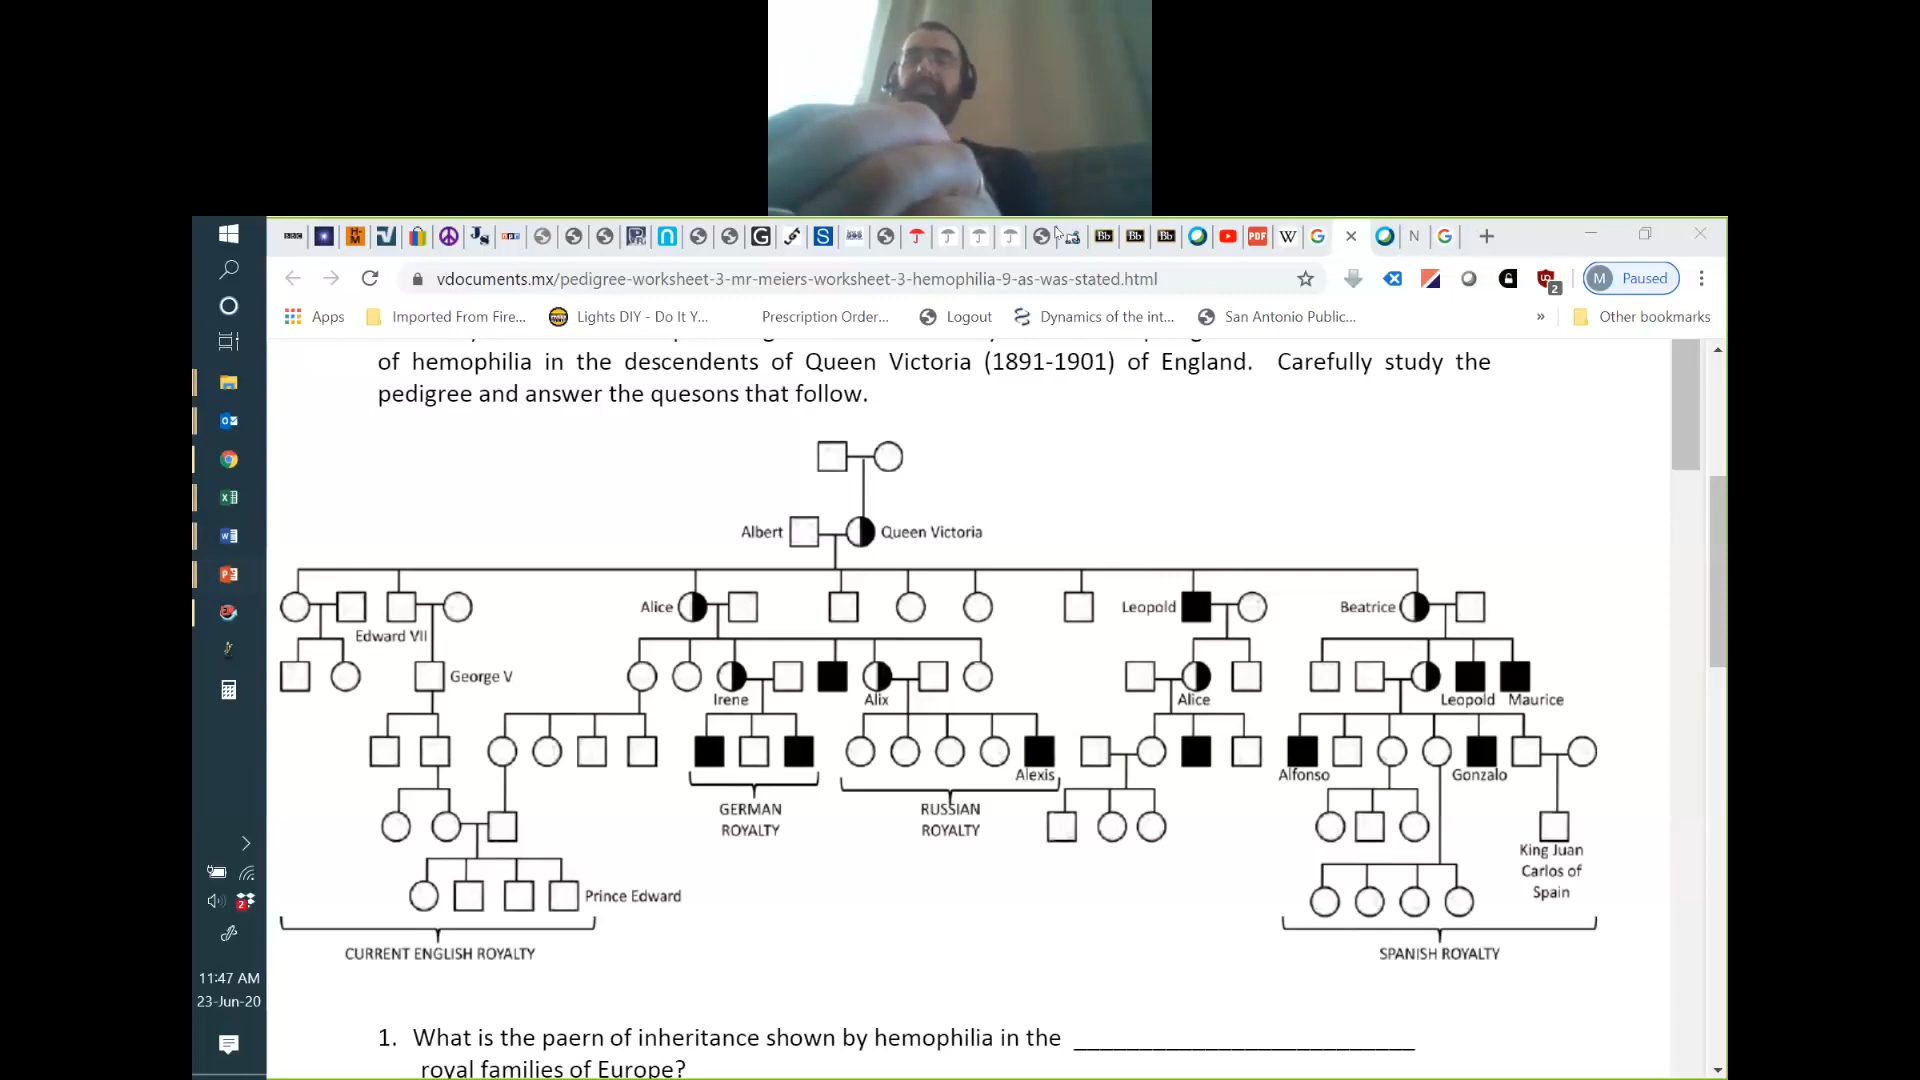 vdocuments.mx/pedigree-worksheet-3-mr-meiers-worksheet-3-hemophilia-9-as-was-stated.html
M Paused
2
Apps Imported From Fire... Lights DIY - Do It Y... Prescription Order... Logout Dynamics of the int... San Antonio Public... » Other bookmarks
of hemophilia in the descendents of Queen Victoria (1891-1901) of England. Carefully study the
pedigree and answer the quesons that follow.
Albert Queen Victoria
Alice Leopold Beatrice
Edward VII
George V
Irene Alix Alice Leopold Maurice
Alexis Alfonso Gonzalo
GERMAN
ROYALTY
RUSSIAN
ROYALTY
King Juan
Carlos of
Spain
Prince Edward
CURRENT ENGLISH ROYALTY SPANISH ROYALTY
2
11:47 AM
23-Jun-20
1. What is the paern of inheritance shown by hemophilia in the
royal families of Europe?